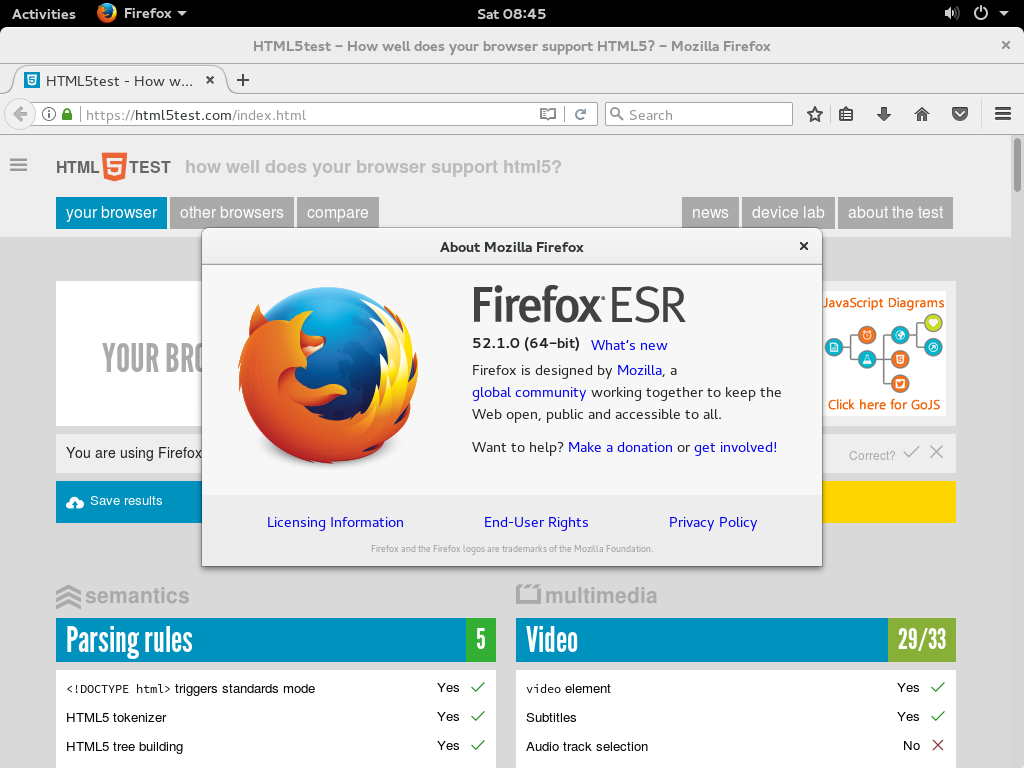 Activities Firefox Sat 08:45
HTML5test – How well does your browser support HTML5? – Mozilla Firefox
HTML5test - How w...
https://html5test.com/index.html Search
HTML 5 TEST how well does your browser support html5?
your browser other browsers compare news device lab about the test
About Mozilla Firefox
Firefox ESR
52.1.0 (64-bit) What's new
Firefox is designed by Mozilla, a
global community working together to keep the
Web open, public and accessible to all.
Want to help? Make a donation or get involved!
Licensing Information End-User Rights Privacy Policy
Firefox and the Firefox logos are trademarks of the Mozilla Foundation.
YOUR BRO
JavaScript Diagrams
Click here for GoJS
You are using Firefox Correct?
Save results
semantics multimedia
Parsing rules 5 Video 29/33
<!DOCTYPE html> triggers standards mode Yes video element Yes
HTML5 tokenizer Yes Subtitles Yes
HTML5 tree building Yes Audio track selection No